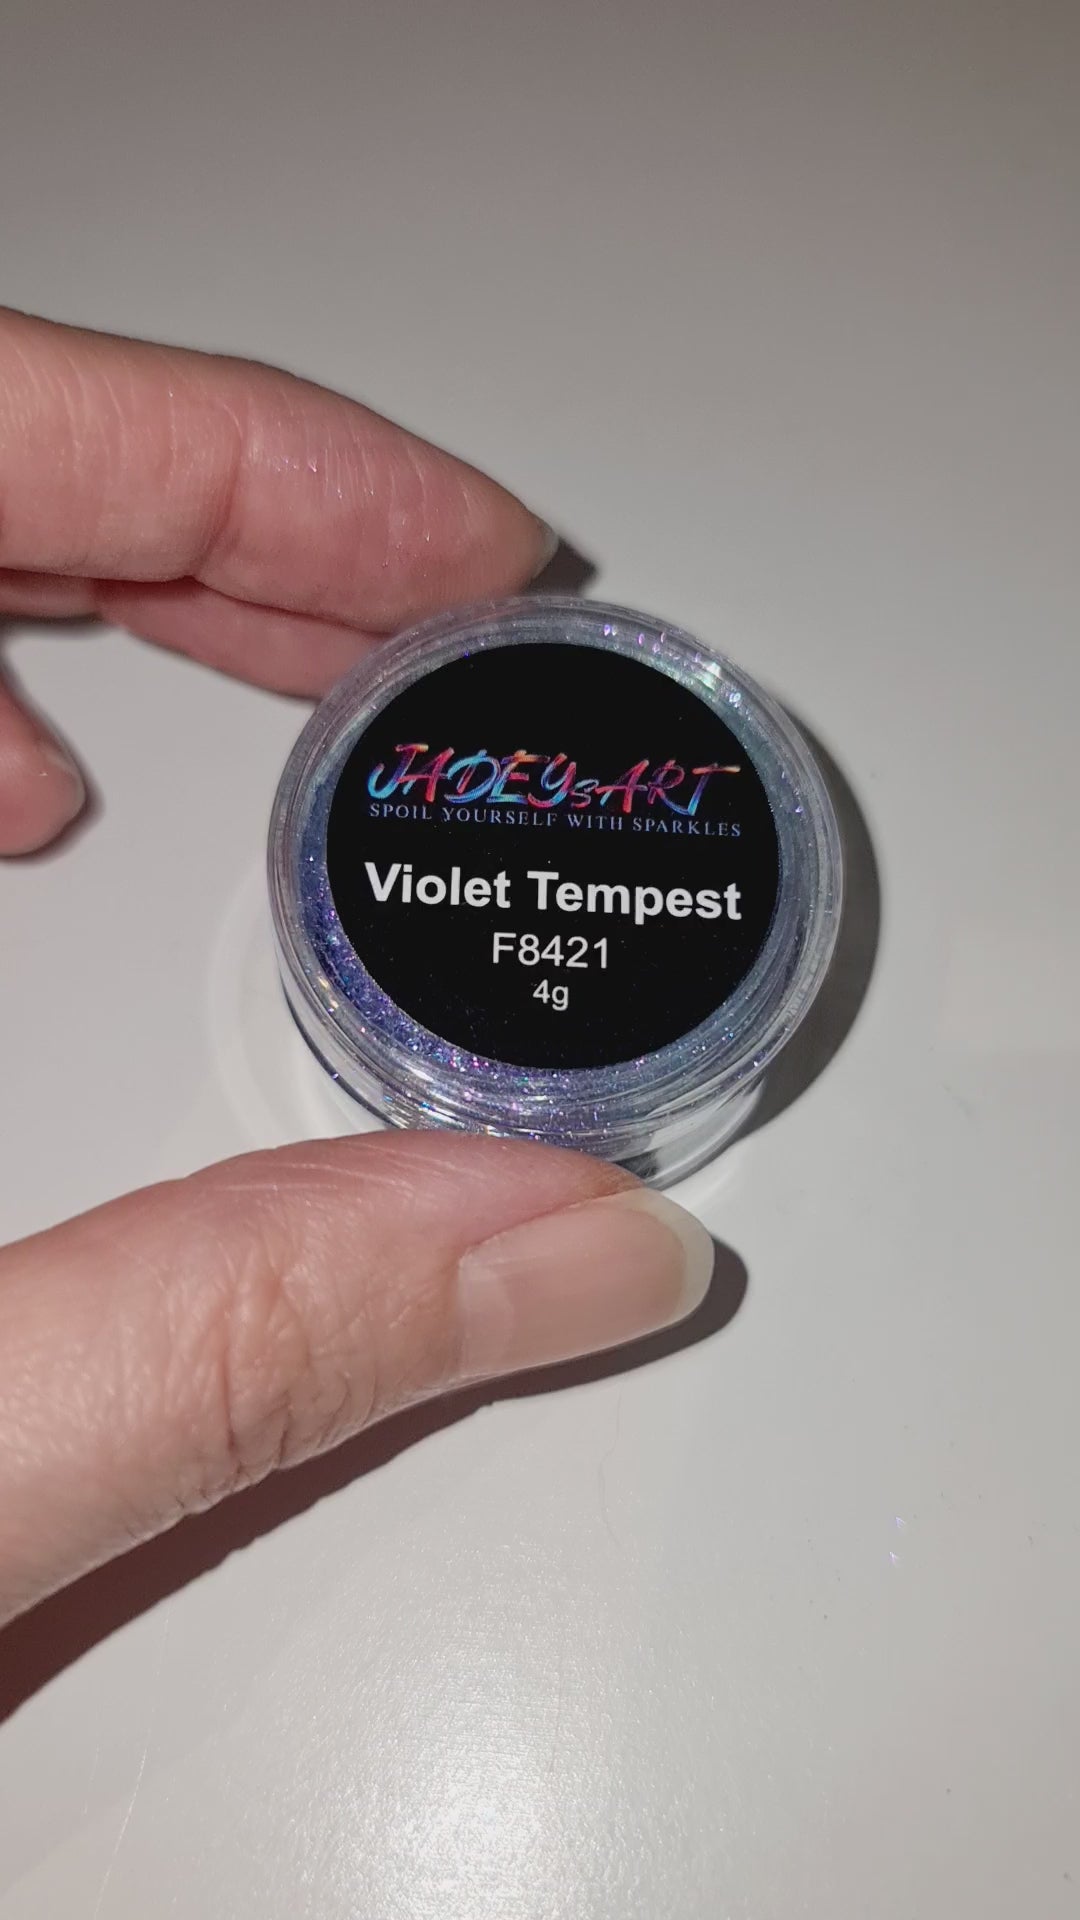 JADEYsART
SPOIL YOURSELF WITH SPARKLES
Violet Tempest
F8421
4g